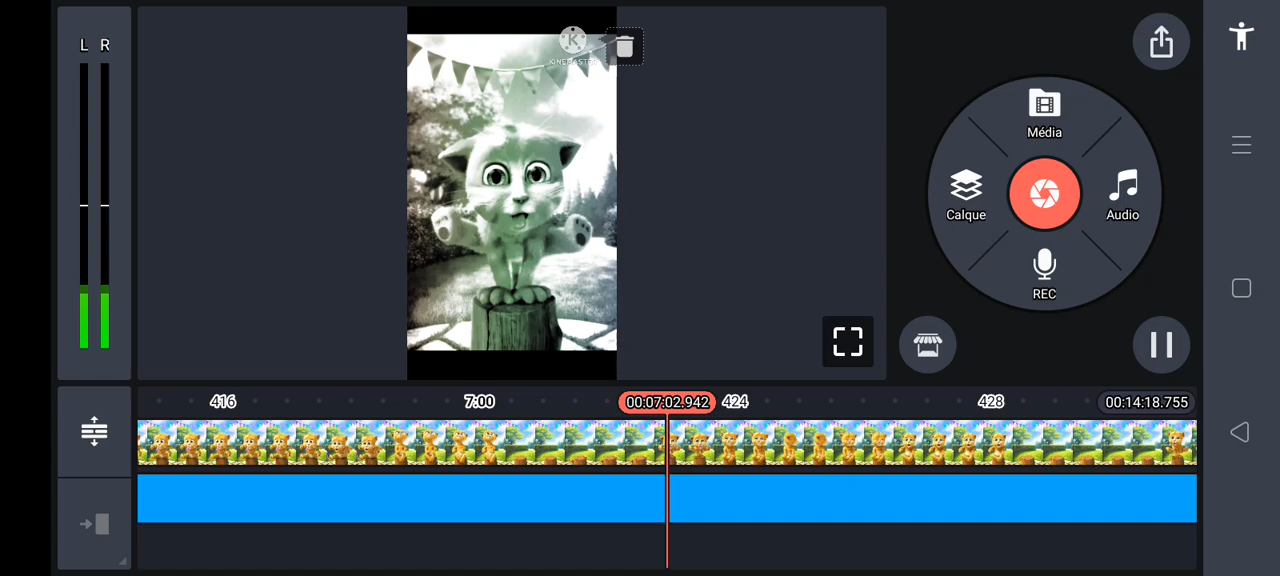 L R
KINEMASTER
Média
Calque
Audio
REC
416
7:00
00:07:02.942
424
428
00:14:18.755